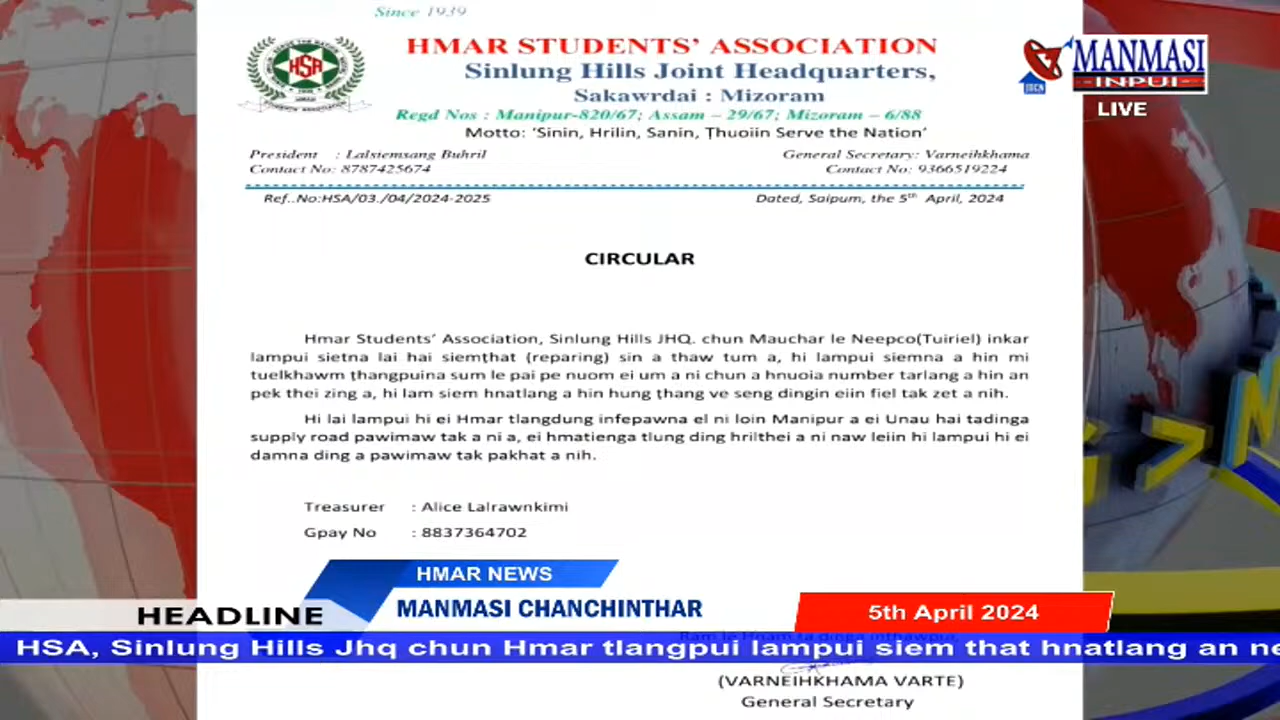 Since 1939
HMAR STUDENTS' ASSOCIATION
Sinlung Hills Joint Headquarters,
Sakawrdai : Mizoram
Regd Nos : Manipur-820/67; Assam – 29/67; Mizoram – 6/88
Motto: 'Sinin, Hrilin, Sanin, Ṭhuoiin Serve the Nation'
HSA
MANMASI
INPUI
LIVE
President : Lalsiemsang Buhril
General Secretary: Varneihkhama
Contact No: 8787425674
Contact No: 9366519224
Ref..No:HSA/03./04/2024-2025
Dated, Saipum, the 5th April, 2024
CIRCULAR
Hmar Students' Association, Sinlung Hills JHQ. chun Mauchar le Neepco(Tuiriel) inkar
lampui sietna lai hai siemṭhat (reparing) sin a thaw tum a, hi lampui siemna a hin mi
tuelkhawm ṭhangpuina sum le pai pe nuom ei um a ni chun a hnuoia number tarlang a hin an
pek thei zing a, hi lam siem hnatlang a hin hung ṭhang ve seng dingin eiin fiel tak zet a nih.
Hi lai lampui hi ei Hmar tlangdung infepawna el ni loin Manipur a ei Unau hai tadinga
supply road pawimaw tak a ni a, ei hmatienga tlung ding hrilthei a ni naw leiin hi lampui hi ei
damna ding a pawimaw tak pakhat a nih.
Treasurer : Alice Lalrawnkimi
Gpay No : 8837364702
HMAR NEWS
HEADLINE
MANMASI CHANCHINTHAR
5th April 2024
Ram le Hnam ta dinga inthawpui,
HSA, Sinlung Hills Jhq chun Hmar tlangpui lampui siem that hnatlang an ne
(VARNEIHKHAMA VARTE)
General Secretary